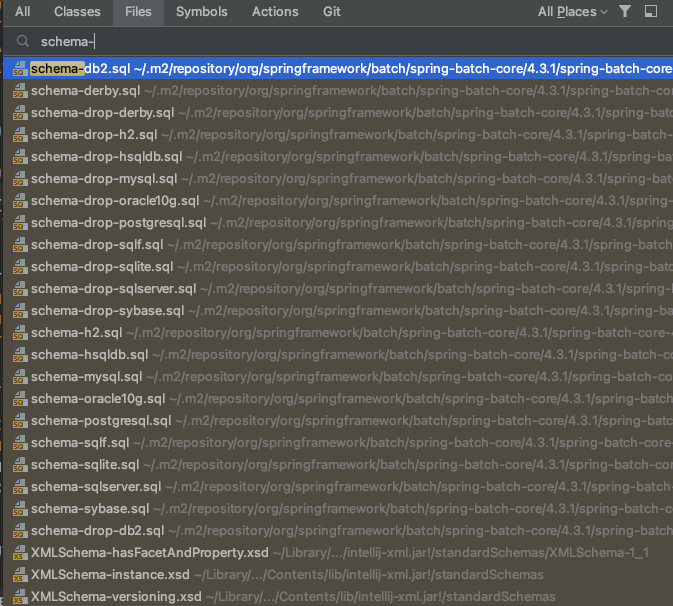 All Classes Files Symbols Actions Git All Places
schema-
schema-db2.sql ~/.m2/repository/org/springframework/batch/spring-batch-core/4.3.1/spring-batch-core
schema-derby.sql ~/.m2/repository/org/springframework/batch/spring-batch-core/4.3.1/spring-batch-co
schema-drop-derby.sql ~/.m2/repository/org/springframework/batch/spring-batch-core/4.3.1/spring-b
schema-drop-h2.sql ~/.m2/repository/org/springframework/batch/spring-batch-core/4.3.1/spring-batc
schema-drop-hsqldb.sql ~/.m2/repository/org/springframework/batch/spring-batch-core/4.3.1/spring
schema-drop-mysql.sql ~/.m2/repository/org/springframework/batch/spring-batch-core/4.3.1/spring-
schema-drop-oracle10g.sql ~/.m2/repository/org/springframework/batch/spring-batch-core/4.3.1/sp
schema-drop-postgresql.sql ~/.m2/repository/org/springframework/batch/spring-batch-core/4.3.1/s
schema-drop-sqlf.sql ~/.m2/repository/org/springframework/batch/spring-batch-core/4.3.1/spring-ba
schema-drop-sqlite.sql ~/.m2/repository/org/springframework/batch/spring-batch-core/4.3.1/spring-
schema-drop-sqlserver.sql ~/.m2/repository/org/springframework/batch/spring-batch-core/4.3.1/sp
schema-drop-sybase.sql ~/.m2/repository/org/springframework/batch/spring-batch-core/4.3.1/spring
schema-h2.sql ~/.m2/repository/org/springframework/batch/spring-batch-core/4.3.1/spring-batch-core-
schema-hsqldb.sql ~/.m2/repository/org/springframework/batch/spring-batch-core/4.3.1/spring-batch-
schema-mysql.sql ~/.m2/repository/org/springframework/batch/spring-batch-core/4.3.1/spring-batch-c
schema-oracle10g.sql ~/.m2/repository/org/springframework/batch/spring-batch-core/4.3.1/spring-b
schema-postgresql.sql ~/.m2/repository/org/springframework/batch/spring-batch-core/4.3.1/spring-b
schema-sqlf.sql ~/.m2/repository/org/springframework/batch/spring-batch-core/4.3.1/spring-batch-core
schema-sqlite.sql ~/.m2/repository/org/springframework/batch/spring-batch-core/4.3.1/spring-batch-c
schema-sqlserver.sql ~/.m2/repository/org/springframework/batch/spring-batch-core/4.3.1/spring-bat
schema-sybase.sql ~/.m2/repository/org/springframework/batch/spring-batch-core/4.3.1/spring-batch
schema-drop-db2.sql ~/.m2/repository/org/springframework/batch/spring-batch-core/4.3.1/spring-bat
XMLSchema-hasFacetAndProperty.xsd ~/Library/.../intellij-xml.jar!/standardSchemas/XMLSchema-1_1
XMLSchema-instance.xsd ~/Library/.../Contents/lib/intellij-xml.jar!/standardSchemas
XMLSchema-versioning.xsd ~/Library/.../Contents/lib/intellij-xml.jar!/standardSchemas